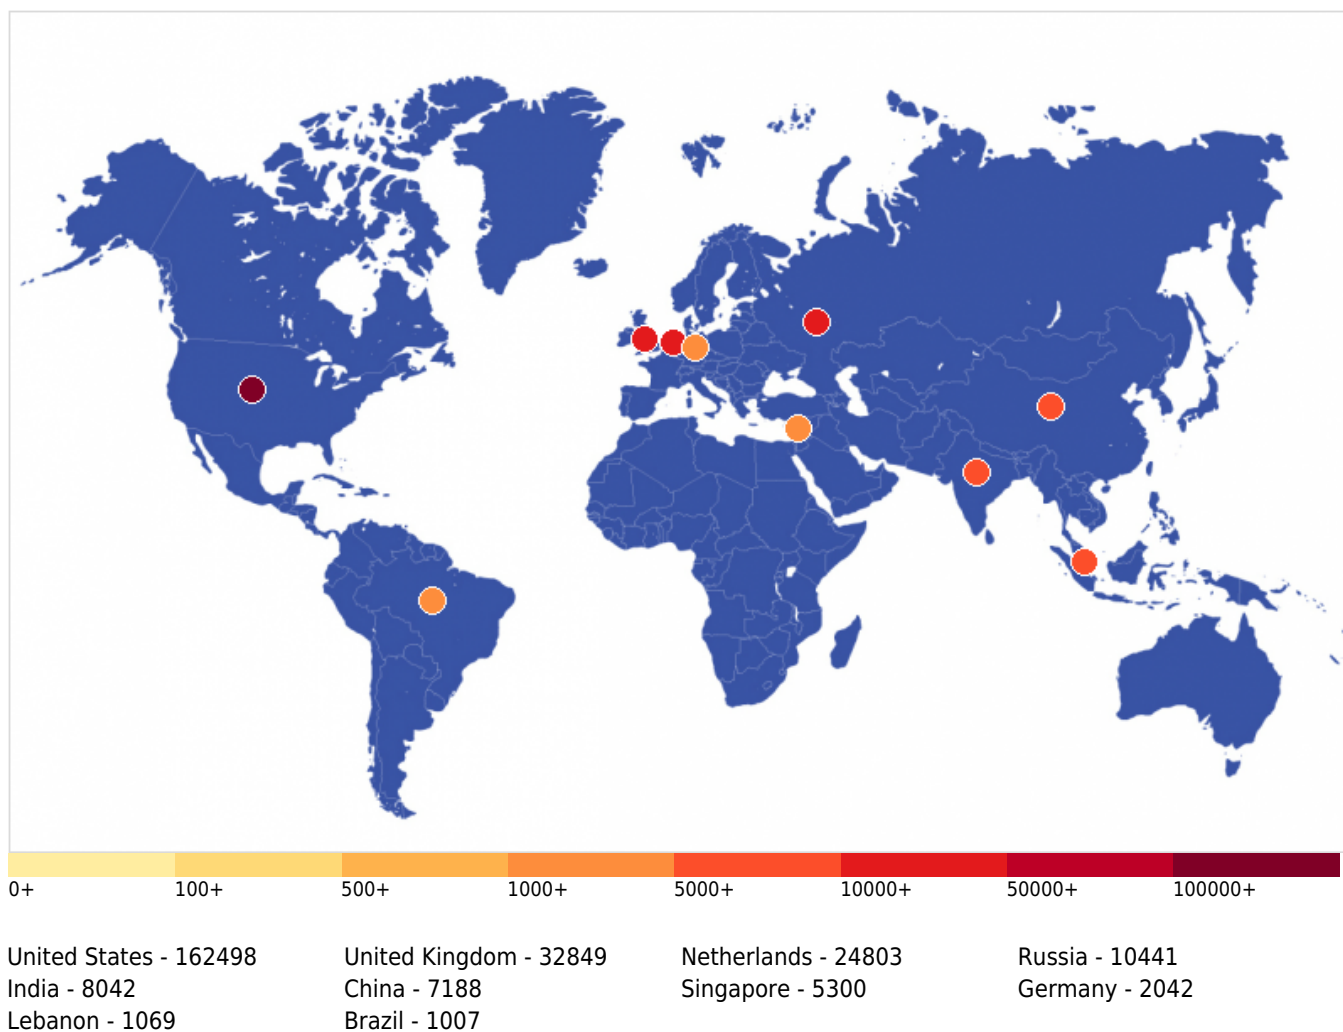 0+ 100+ 500+ 1000+ 5000+ 10000+ 50000+ 100000+
United States - 162498 United Kingdom - 32849 Netherlands - 24803 Russia - 10441
India - 8042 China - 7188 Singapore - 5300 Germany - 2042
Lebanon - 1069 Brazil - 1007